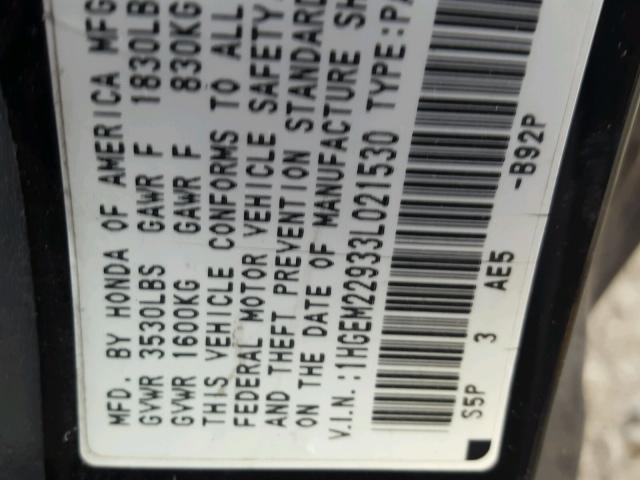 MFD. BY HONDA OF AMERICA MFG
GVWR 3530LBS GAWR F 1830LB
GVWR 1600KG GAWR F 830KG
THIS VEHICLE CONFORMS TO ALL
FEDERAL MOTOR VEHICLE SAFETY
AND THEFT PREVENTION STANDARD
ON THE DATE OF MANUFACTURE SH
V.I.N.:1HGEM22933L021530 TYPE:PA
S5P 3 AE5 -B92P